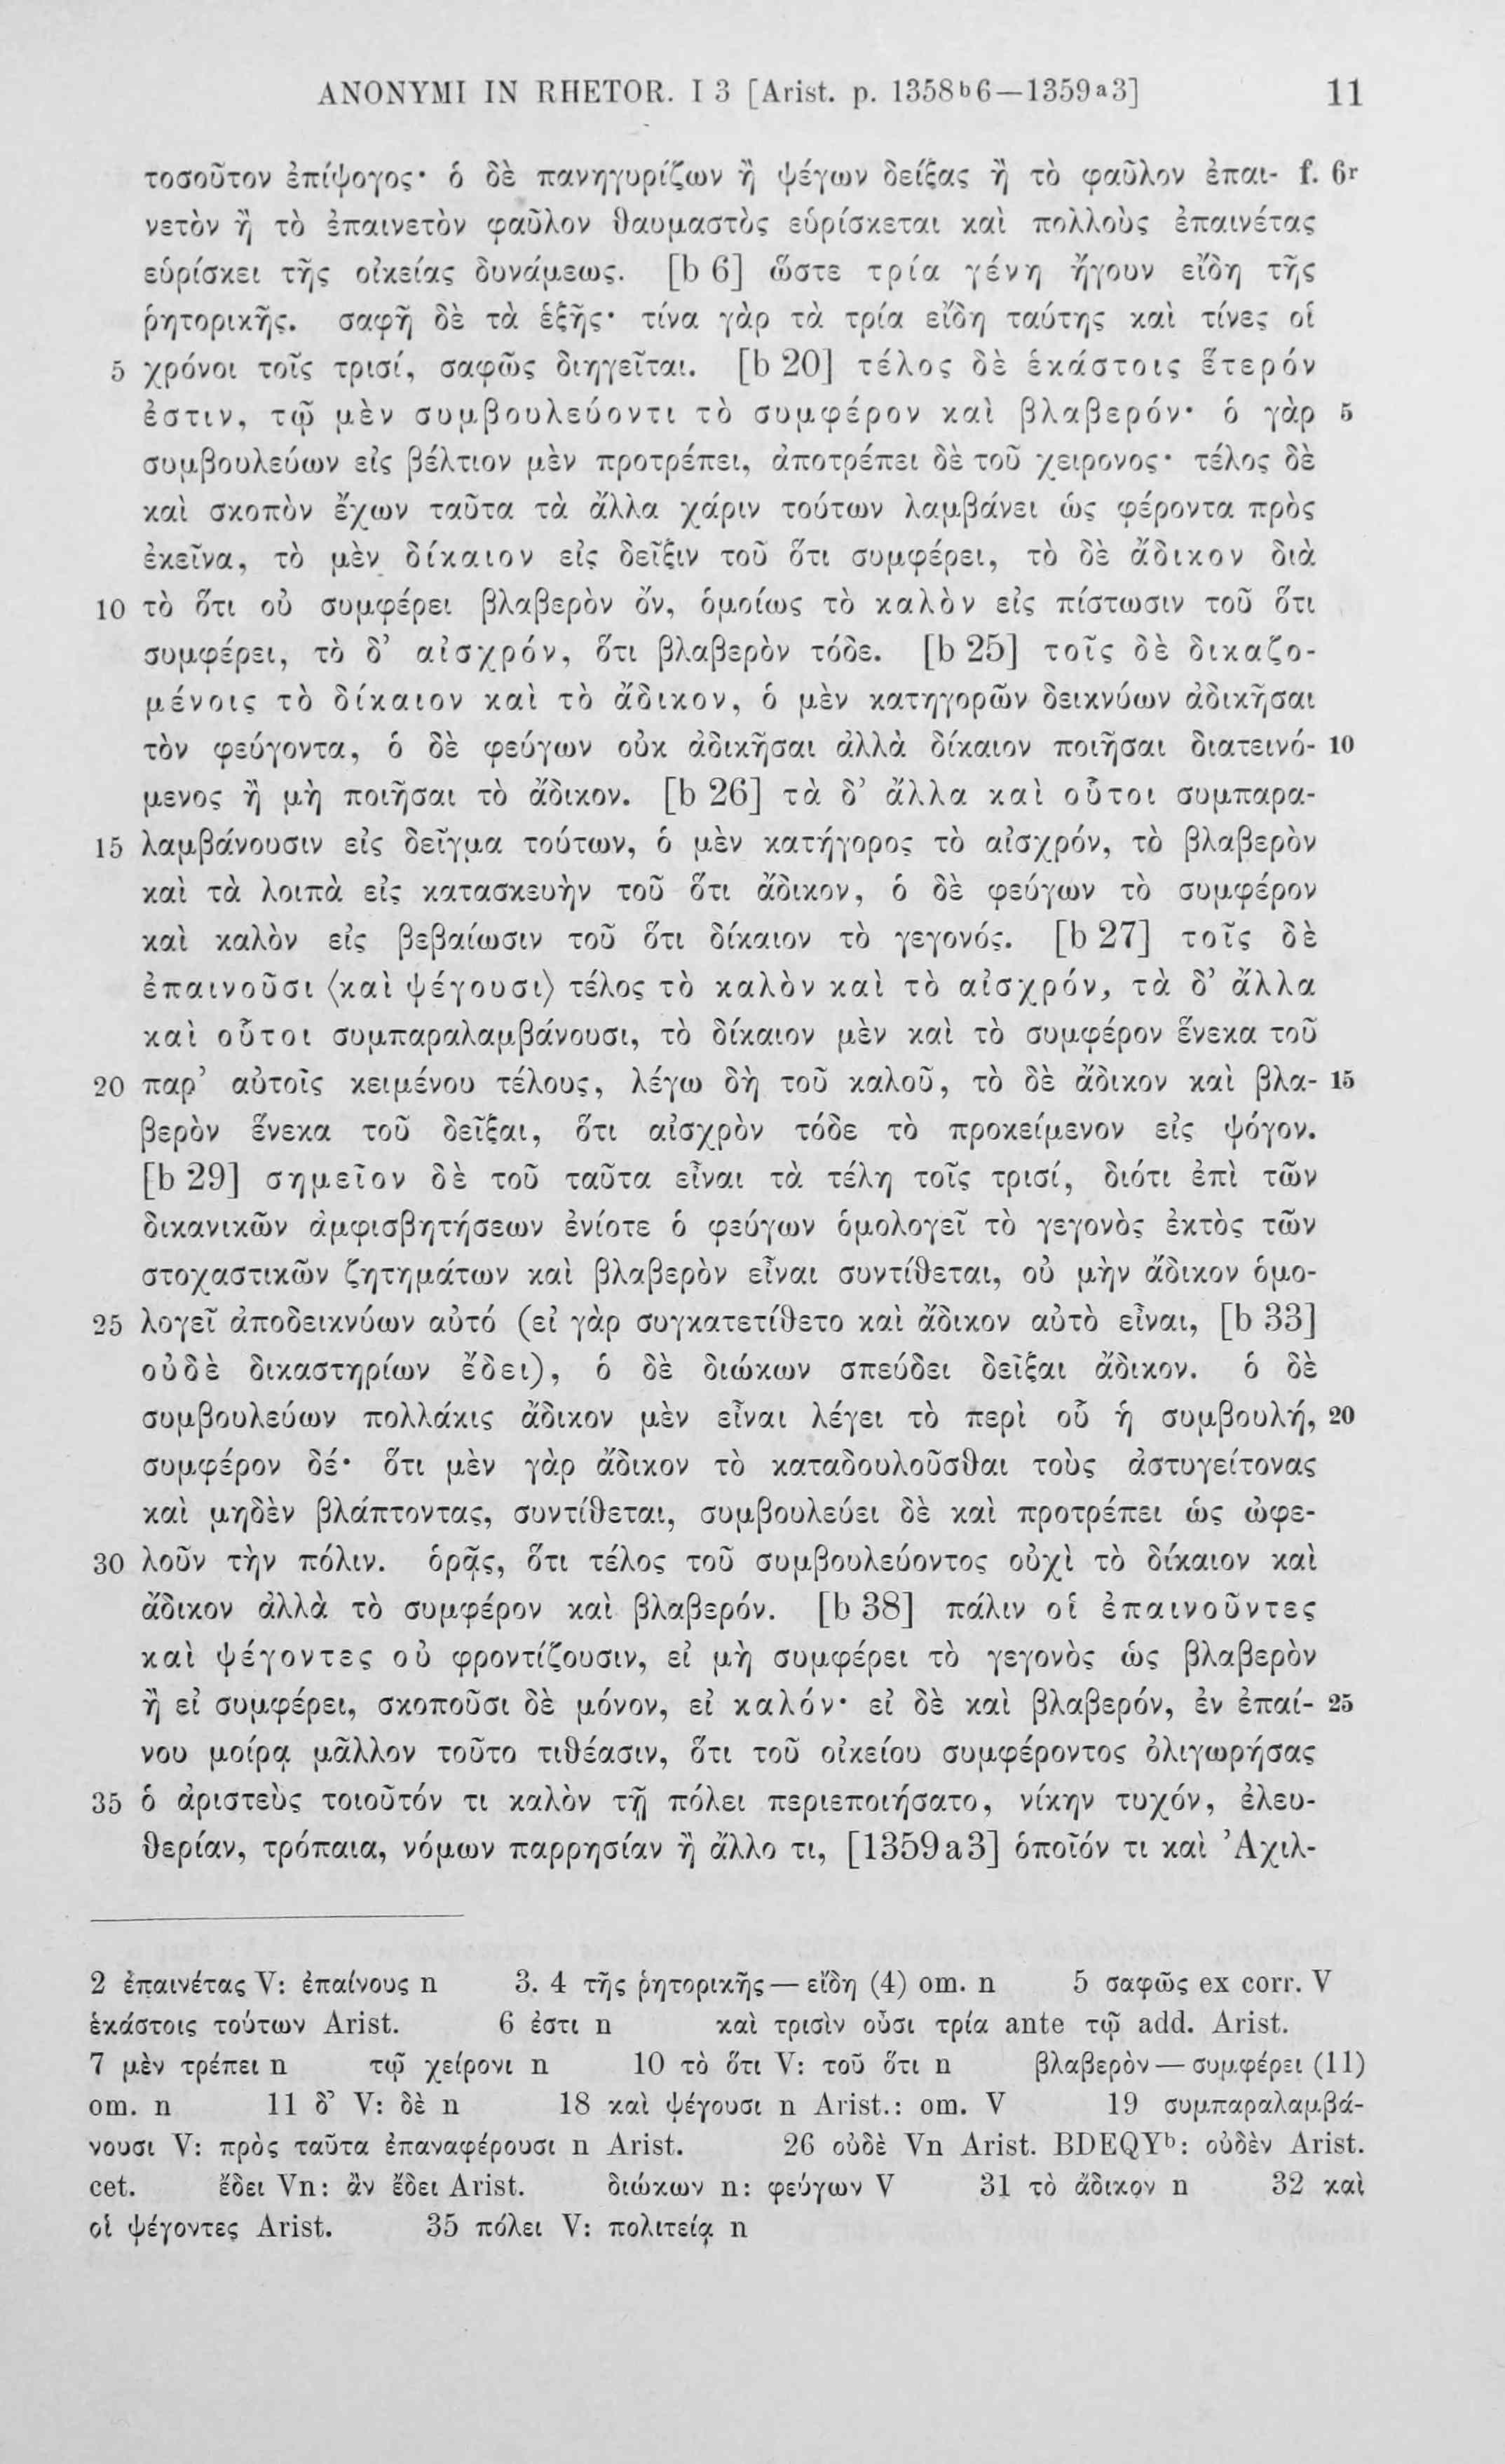 ANONYMI IN RHETOR. I 3 [Arist. p. 1358b6—1359a3] 11
τοσοῦτον ἐπίψογος· ὁ δὲ πανηγυρίζων ἢ ψέγων δείξας ἢ τὸ φαῦλον ἐπαι- f. 6r
νετὸν ἢ τὸ ἐπαινετὸν φαῦλον θαυμαστὸς εὑρίσκεται καὶ πολλοὺς ἐπαινέτας
εὑρίσκει τῆς οἰκείας δυνάμεως. [b 6] ὥστε τρία γένη ἤγουν εἴδη τῆς
ῥητορικῆς. σαφῆ δὲ τὰ ἑξῆς· τίνα γὰρ τὰ τρία εἴδη ταύτης καὶ τίνες οἱ
5 χρόνοι τοῖς τρισί, σαφῶς διηγεῖται. [b 20] τέλος δὲ ἑκάστοις ἕτερόν
ἐστιν, τῷ μὲν συμβουλεύοντι τὸ συμφέρον καὶ βλαβερόν· ὁ γὰρ 5
συμβουλεύων εἰς βέλτιον μὲν προτρέπει, ἀποτρέπει δὲ τοῦ χειρονος· τέλος δὲ
καὶ σκοπὸν ἔχων ταῦτα τὰ ἄλλα χάριν τούτων λαμβάνει ὡς φέροντα πρὸς
ἐκεῖνα, τὸ μὲν δίκαιον εἰς δεῖξιν τοῦ ὅτι συμφέρει, τὸ δὲ ἄδικον διὰ
10 τὸ ὅτι οὐ συμφέρει βλαβερὸν ὄν, ὁμοίως τὸ καλὸν εἰς πίστωσιν τοῦ ὅτι
συμφέρει, τὸ δ’ αἰσχρόν, ὅτι βλαβερὸν τόδε. [b 25] τοῖς δὲ δικαζο-
μένοις τὸ δίκαιον καὶ τὸ ἄδικον, ὁ μὲν κατηγορῶν δεικνύων ἀδικῆσαι
τὸν φεύγοντα, ὁ δὲ φεύγων οὐκ ἀδικῆσαι ἀλλὰ δίκαιον ποιῆσαι διατεινό- 10
μενος ἢ μὴ ποιῆσαι τὸ ἄδικον. [b 26] τὰ δ’ ἄλλα καὶ οὗτοι συμπαρα-
15 λαμβάνουσιν εἰς δεῖγμα τούτων, ὁ μὲν κατήγορος τὸ αἰσχρόν, τὸ βλαβερὸν
καὶ τὰ λοιπὰ εἰς κατασκευὴν τοῦ ὅτι ἄδικον, ὁ δὲ φεύγων τὸ συμφέρον
καὶ καλὸν εἰς βεβαίωσιν τοῦ ὅτι δίκαιον τὸ γεγονός. [b 27] τοῖς δὲ
ἐπαινοῦσι ⟨καὶ ψέγουσι⟩ τέλος τὸ καλὸν καὶ τὸ αἰσχρόν, τὰ δ’ ἄλλα
καὶ οὗτοι συμπαραλαμβάνουσι, τὸ δίκαιον μὲν καὶ τὸ συμφέρον ἕνεκα τοῦ
20 παρ’ αὐτοῖς κειμένου τέλους, λέγω δὴ τοῦ καλοῦ, τὸ δὲ ἄδικον καὶ βλα- 15
βερὸν ἕνεκα τοῦ δεῖξαι, ὅτι αἰσχρὸν τόδε τὸ προκείμενον εἰς ψόγον.
[b 29] σημεῖον δὲ τοῦ ταῦτα εἶναι τὰ τέλη τοῖς τρισί, διότι ἐπὶ τῶν
δικανικῶν ἀμφισβητήσεων ἐνίοτε ὁ φεύγων ὁμολογεῖ τὸ γεγονὸς ἐκτὸς τῶν
στοχαστικῶν ζητημάτων καὶ βλαβερὸν εἶναι συντίθεται, οὐ μὴν ἄδικον ὁμο-
25 λογεῖ ἀποδεικνύων αὐτό (εἰ γὰρ συγκατετίθετο καὶ ἄδικον αὐτὸ εἶναι, [b 33]
οὐδὲ δικαστηρίων ἔδει), ὁ δὲ διώκων σπεύδει δεῖξαι ἄδικον. ὁ δὲ
συμβουλεύων πολλάκις ἄδικον μὲν εἶναι λέγει τὸ περὶ οὗ ἡ συμβουλή, 20
συμφέρον δέ· ὅτι μὲν γὰρ ἄδικον τὸ καταδουλοῦσθαι τοὺς ἀστυγείτονας
καὶ μηδὲν βλάπτοντας, συντίθεται, συμβουλεύει δὲ καὶ προτρέπει ὡς ὠφε-
30 λοῦν τὴν πόλιν. ὁρᾷς, ὅτι τέλος τοῦ συμβουλεύοντος οὐχὶ τὸ δίκαιον καὶ
ἄδικον ἀλλὰ τὸ συμφέρον καὶ βλαβερόν. [b 38] πάλιν οἱ ἐπαινοῦντες
καὶ ψέγοντες οὐ φροντίζουσιν, εἰ μὴ συμφέρει τὸ γεγονὸς ὡς βλαβερὸν
ἢ εἰ συμφέρει, σκοποῦσι δὲ μόνον, εἰ καλόν· εἰ δὲ καὶ βλαβερόν, ἐν ἐπαί- 25
νου μοίρᾳ μᾶλλον τοῦτο τιθέασιν, ὅτι τοῦ οἰκείου συμφέροντος ὀλιγωρήσας
35 ὁ ἀριστεὺς τοιοῦτόν τι καλὸν τῇ πόλει περιεποιήσατο, νίκην τυχόν, ἐλευ-
θερίαν, τρόπαια, νόμων παρρησίαν ἢ ἄλλο τι, [1359a3] ὁποῖόν τι καὶ Ἀχιλ-
2 ἐπαινέτας V: ἐπαίνους n 3. 4 τῆς ῥητορικῆς — εἴδη (4) om. n 5 σαφῶς ex corr. V
ἑκάστοις τούτων Arist. 6 ἐστι n καὶ τρισὶν οὖσι τρία ante τῷ add. Arist.
7 μὲν τρέπει n τῷ χείρονι n 10 τὸ ὅτι V: τοῦ ὅτι n βλαβερὸν — συμφέρει (11)
om. n 11 δ’ V: δὲ n 18 καὶ ψέγουσι n Arist.: om. V 19 συμπαραλαμβά-
νουσι V: πρὸς ταῦτα ἐπαναφέρουσι n Arist. 26 οὐδὲ Vn Arist. BDEQYb: οὐδὲν Arist.
cet. ἔδει Vn: ἂν ἔδει Arist. διώκων n: φεύγων V 31 τὸ ἄδικον n 32 καὶ
οἱ ψέγοντες Arist. 35 πόλει V: πολιτείᾳ n